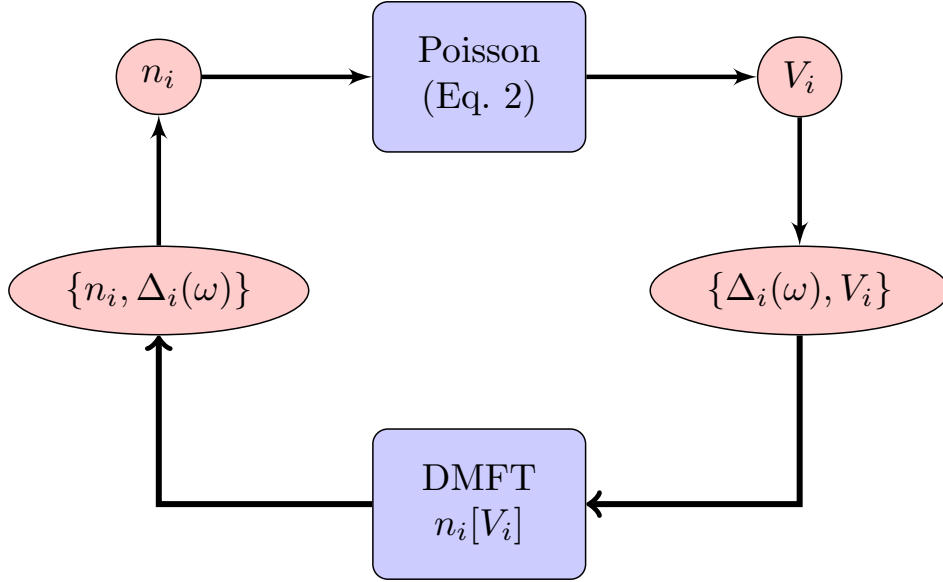 n_i
Poisson
(Eq. 2)
V_i
{n_i, Δ_i(ω)}
{Δ_i(ω), V_i}
DMFT
n_i[V_i]